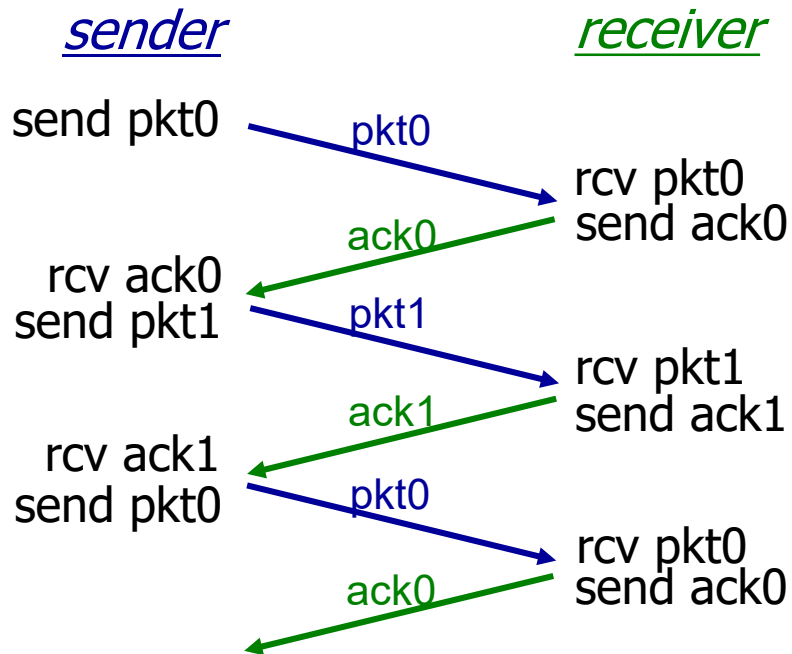 sender
receiver
send pkt0
pkt0
rcv pkt0
send ack0
ack0
rcv ack0
send pkt1
pkt1
rcv pkt1
send ack1
ack1
rcv ack1
send pkt0
pkt0
rcv pkt0
send ack0
ack0